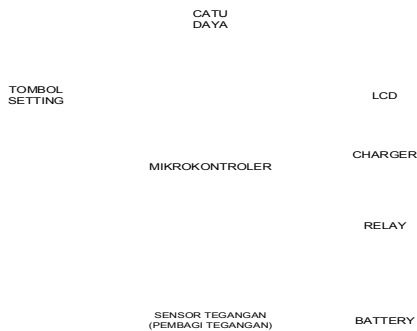 CATU
DAYA
TOMBOL
SETTING
LCD
CHARGER
MIKROKONTROLER
RELAY
SENSOR TEGANGAN
(PEMBAGI TEGANGAN)
BATTERY